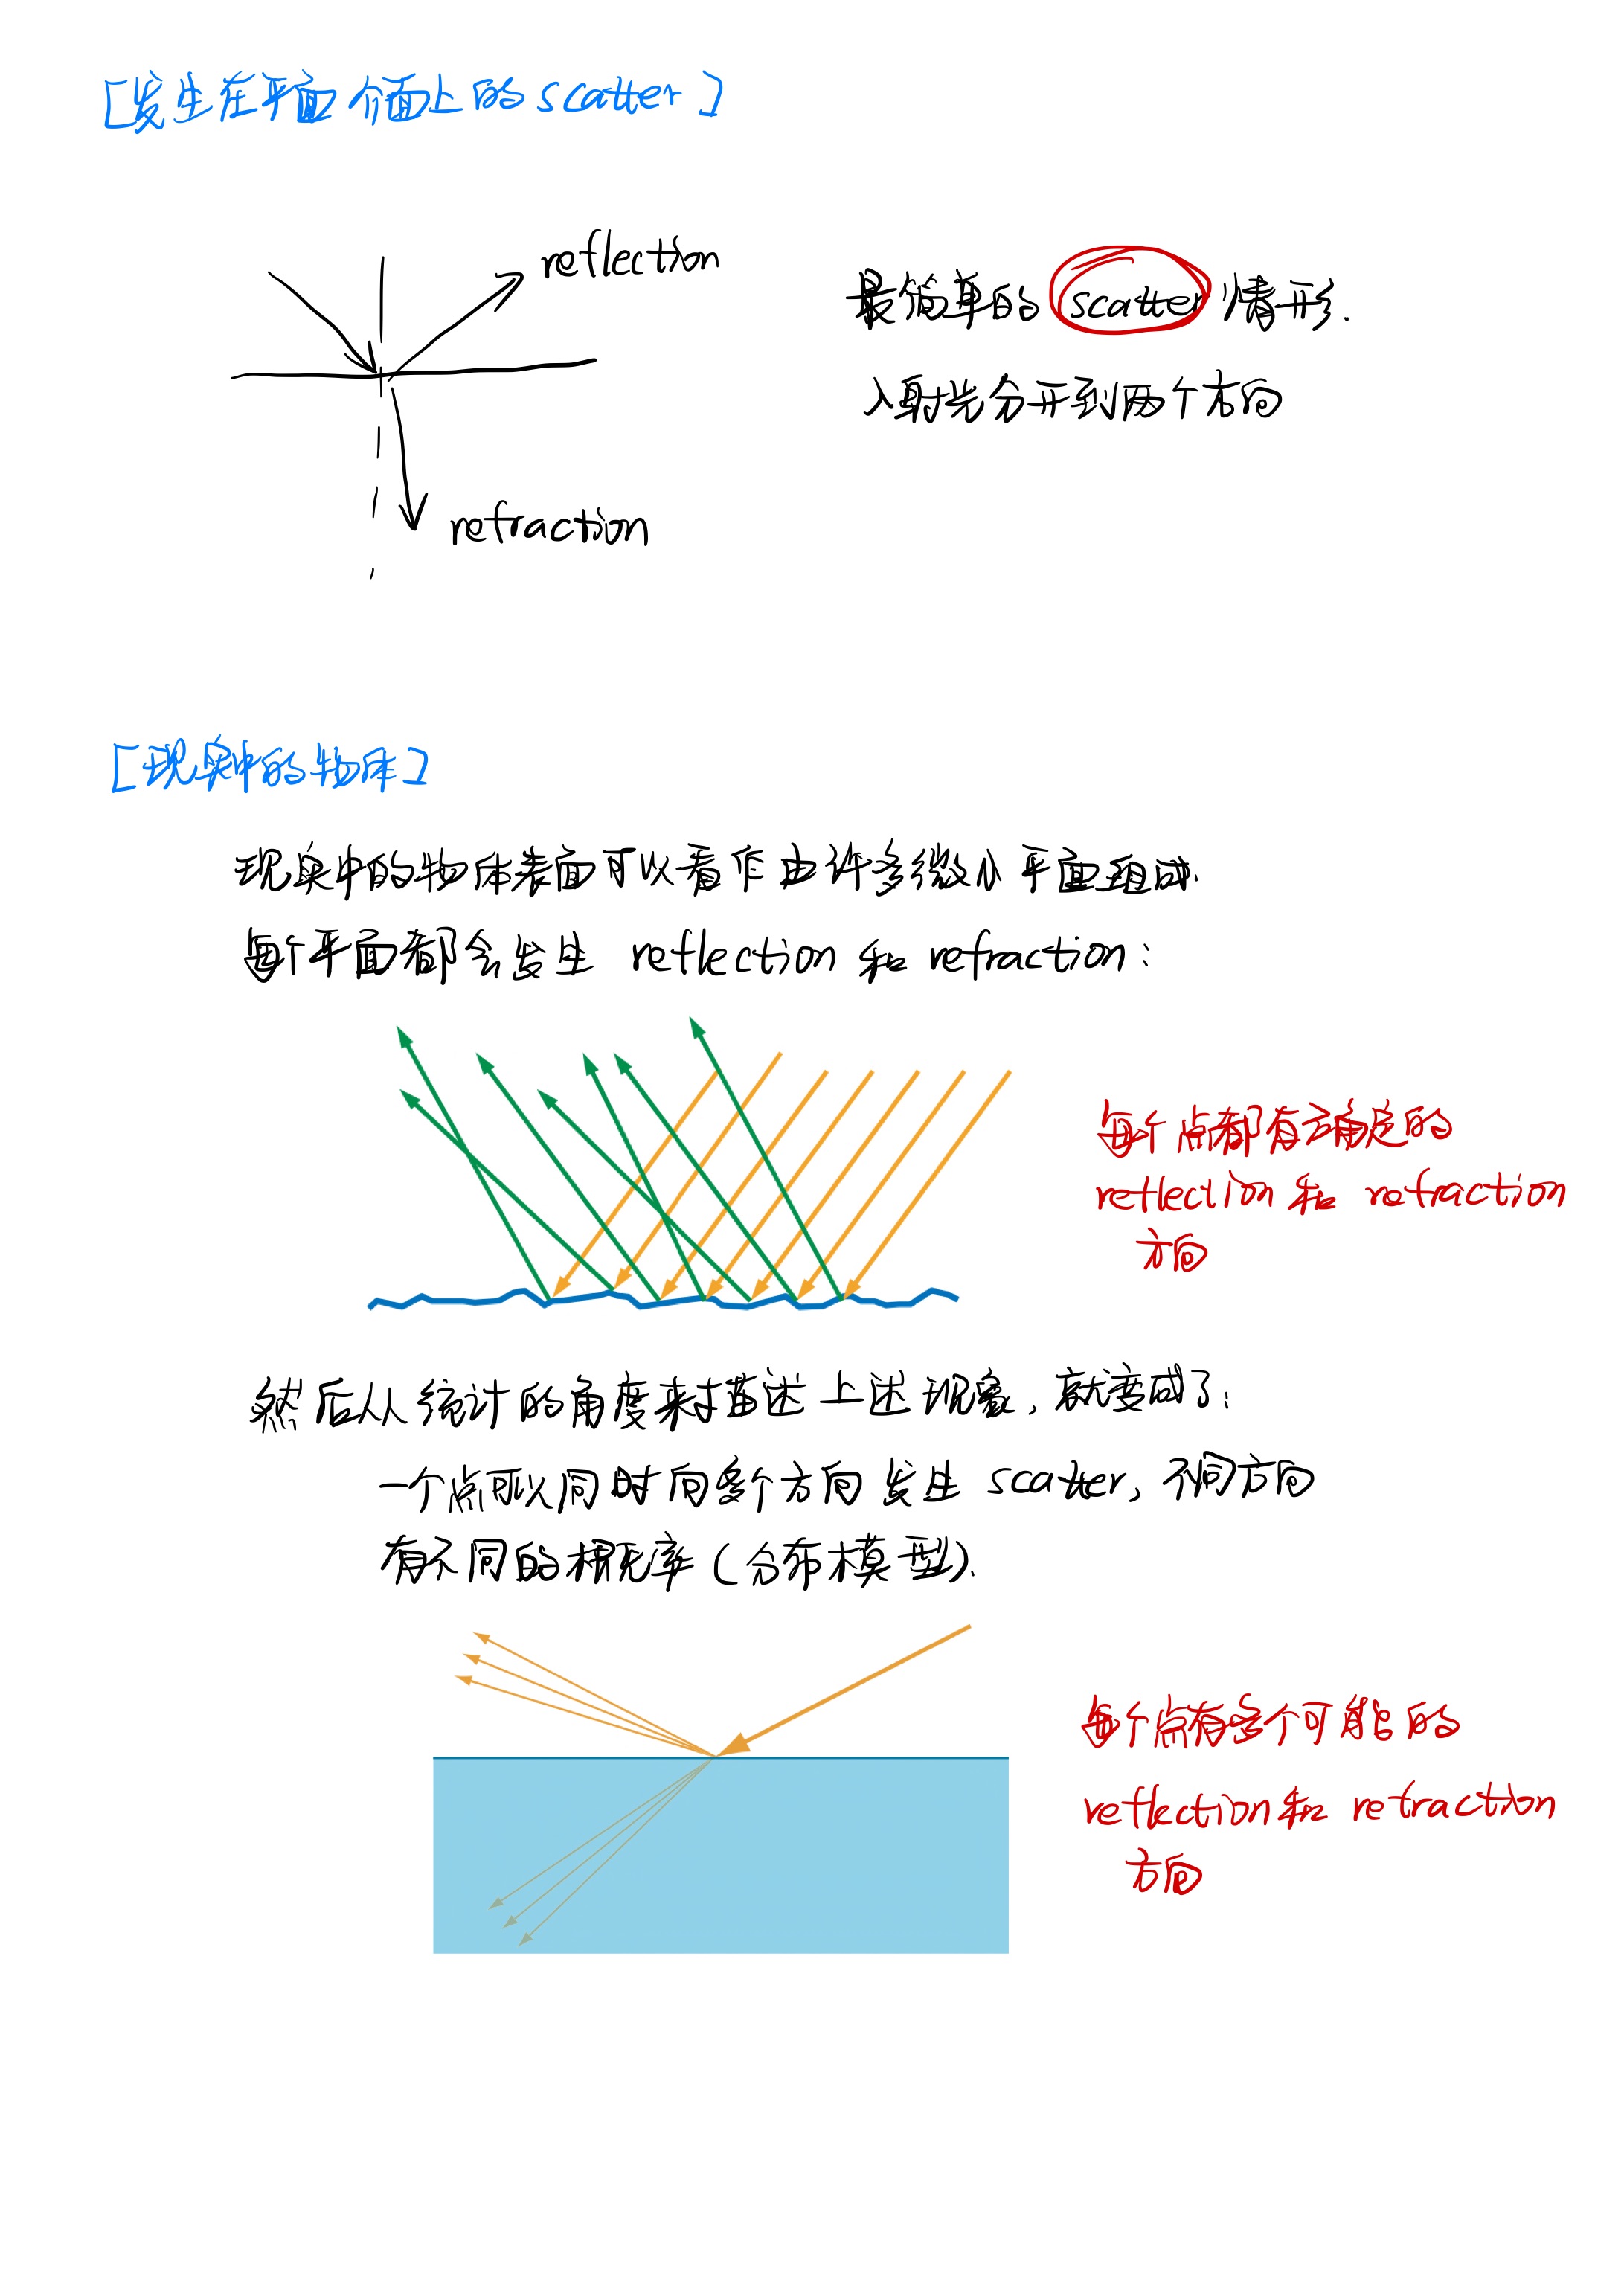 [发生在平面介面上的scatter]
reflection
最简单的 scatter 情形.
入射光分开到两个方向
refraction
[现实中的物体]
现实中的物体表面可以看作由许多微小平面组成.
每个平面都会发生 reflection 和 refraction:
每个点都有确定的
reflection 和 refraction
方向
然后从统计的角度来描述上述现象,就变成了:
一个点可以同时向多个方向发生 scatter, 不同方向
有不同的概率(分布模型).
每个点有多个可能的
reflection 和 refraction
方向